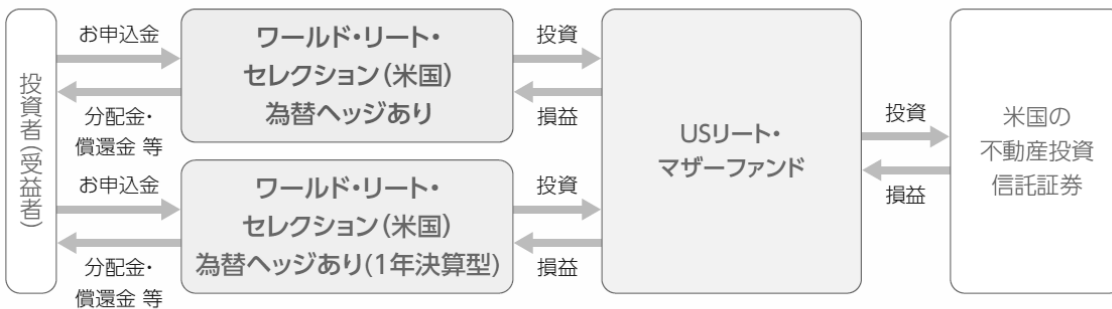 投資者(受益者)
お申込金
分配金・
償還金 等
お申込金
分配金・
償還金 等
ワールド・リート・
セレクション(米国)
為替ヘッジあり
ワールド・リート・
セレクション(米国)
為替ヘッジあり(1年決算型)
投資
損益
投資
損益
USリート・
マザーファンド
投資
損益
米国の
不動産投資
信託証券